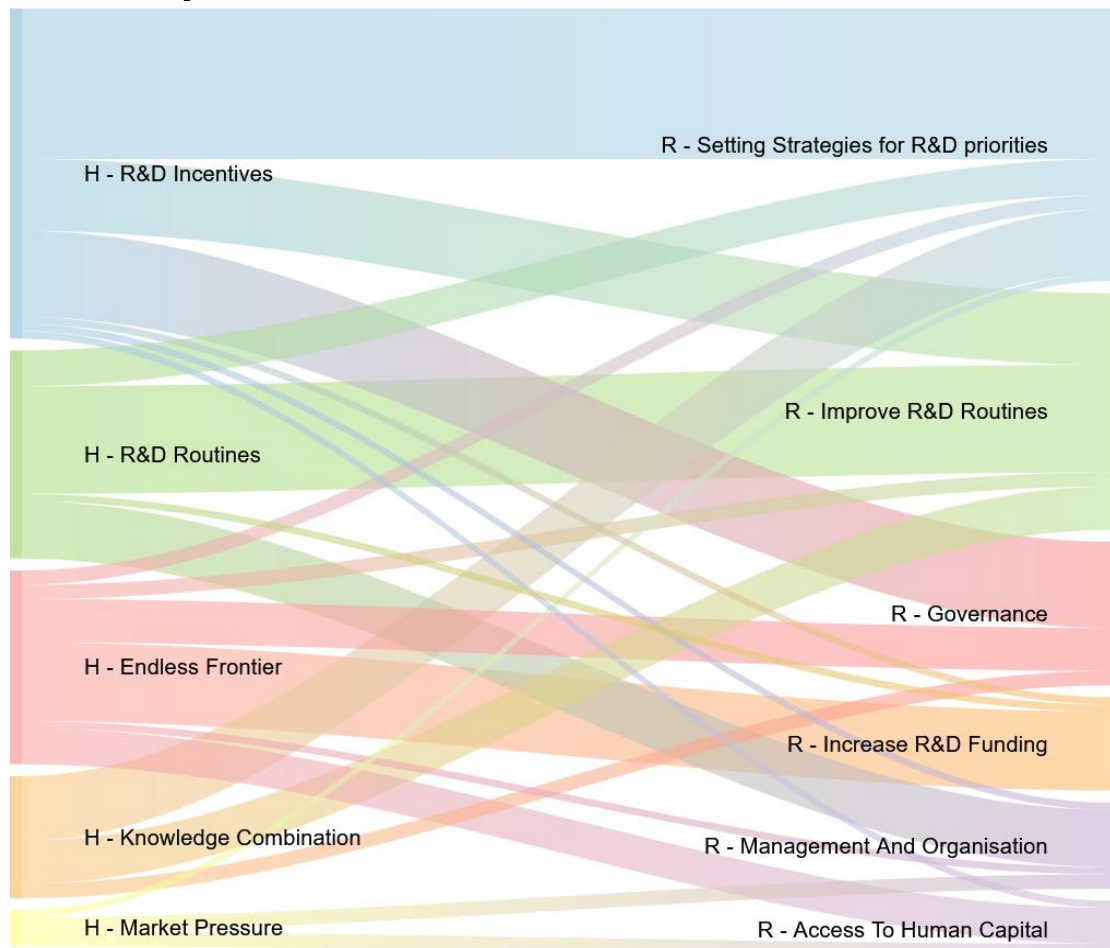 H - R&D Incentives
H - R&D Routines
H - Endless Frontier
H - Knowledge Combination
H - Market Pressure
R - Setting Strategies for R&D priorities
R - Improve R&D Routines
R - Governance
R - Increase R&D Funding
R - Management And Organisation
R - Access To Human Capital